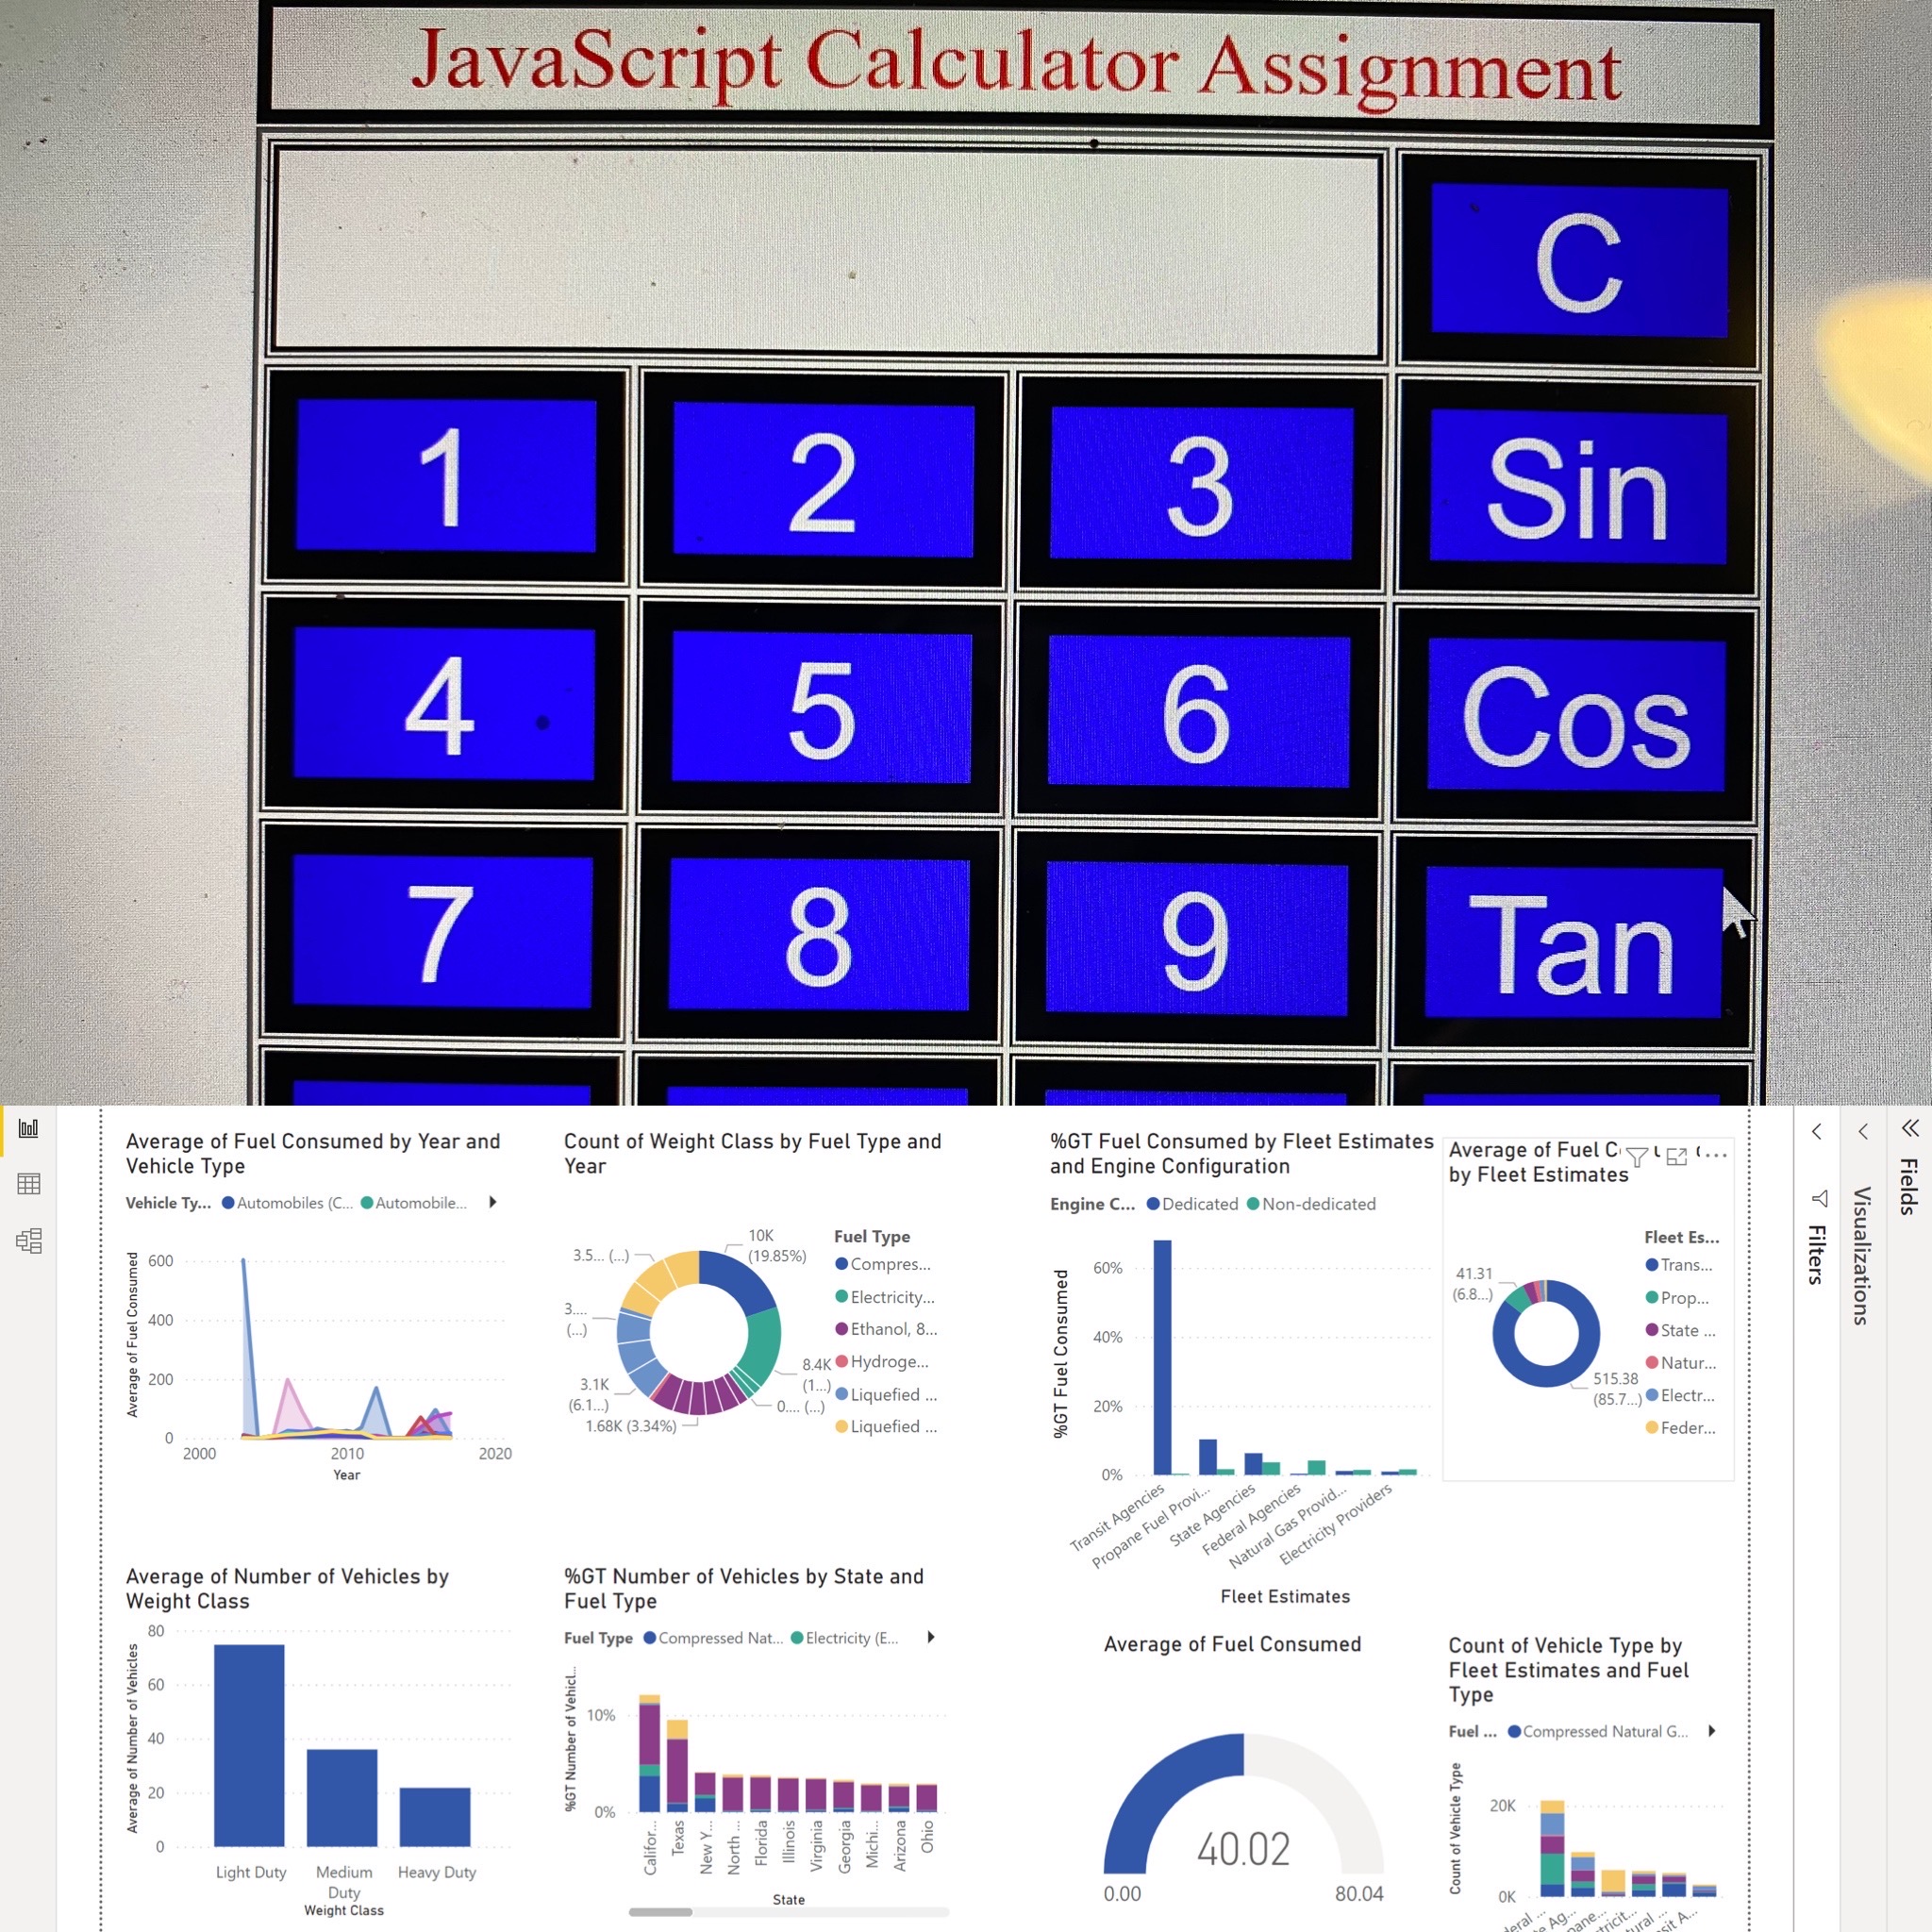 JavaScript Calculator Assignment
C
1 2 3 Sin
4 5 6 Cos
7 8 9 Tan
Average of Fuel Consumed by Year and
Vehicle Type
Vehicle Ty... Automobiles (C... Automobile...
Average of Fuel Consumed
600
400
200
0
2000 2010 2020
Year
Count of Weight Class by Fuel Type and
Year
10K
(19.85%)
8.4K
(1...)
0.... (...)
1.68K (3.34%)
3.1K
(6.1...)
3....
(...)
3.5... (...)
Fuel Type
Compres...
Electricity...
Ethanol, 8...
Hydroge...
Liquefied ...
Liquefied ...
%GT Fuel Consumed by Fleet Estimates
and Engine Configuration
Engine C... Dedicated Non-dedicated
%GT Fuel Consumed
60%
40%
20%
0%
Transit Agencies
Propane Fuel Provi...
State Agencies
Federal Agencies
Natural Gas Provid...
Electricity Providers
Fleet Estimates
Average of Fuel C
by Fleet Estimates
41.31
(6.8...)
515.38
(85.7...)
Fleet Es...
Trans...
Prop...
State ...
Natur...
Electr...
Feder...
Filters
Visualizations
Fields
Average of Number of Vehicles by
Weight Class
Average of Number of Vehicles
80
60
40
20
0
Light Duty
Medium
Duty
Heavy Duty
Weight Class
%GT Number of Vehicles by State and
Fuel Type
Fuel Type Compressed Nat... Electricity (E...
%GT Number of Vehicl...
10%
0%
Califor...
Texas
New Y...
North ...
Florida
Illinois
Virginia
Georgia
Michi...
Arizona
Ohio
State
Average of Fuel Consumed
40.02
0.00 80.04
Count of Vehicle Type by
Fleet Estimates and Fuel
Type
Fuel ... Compressed Natural G...
Count of Vehicle Type
20K
0K